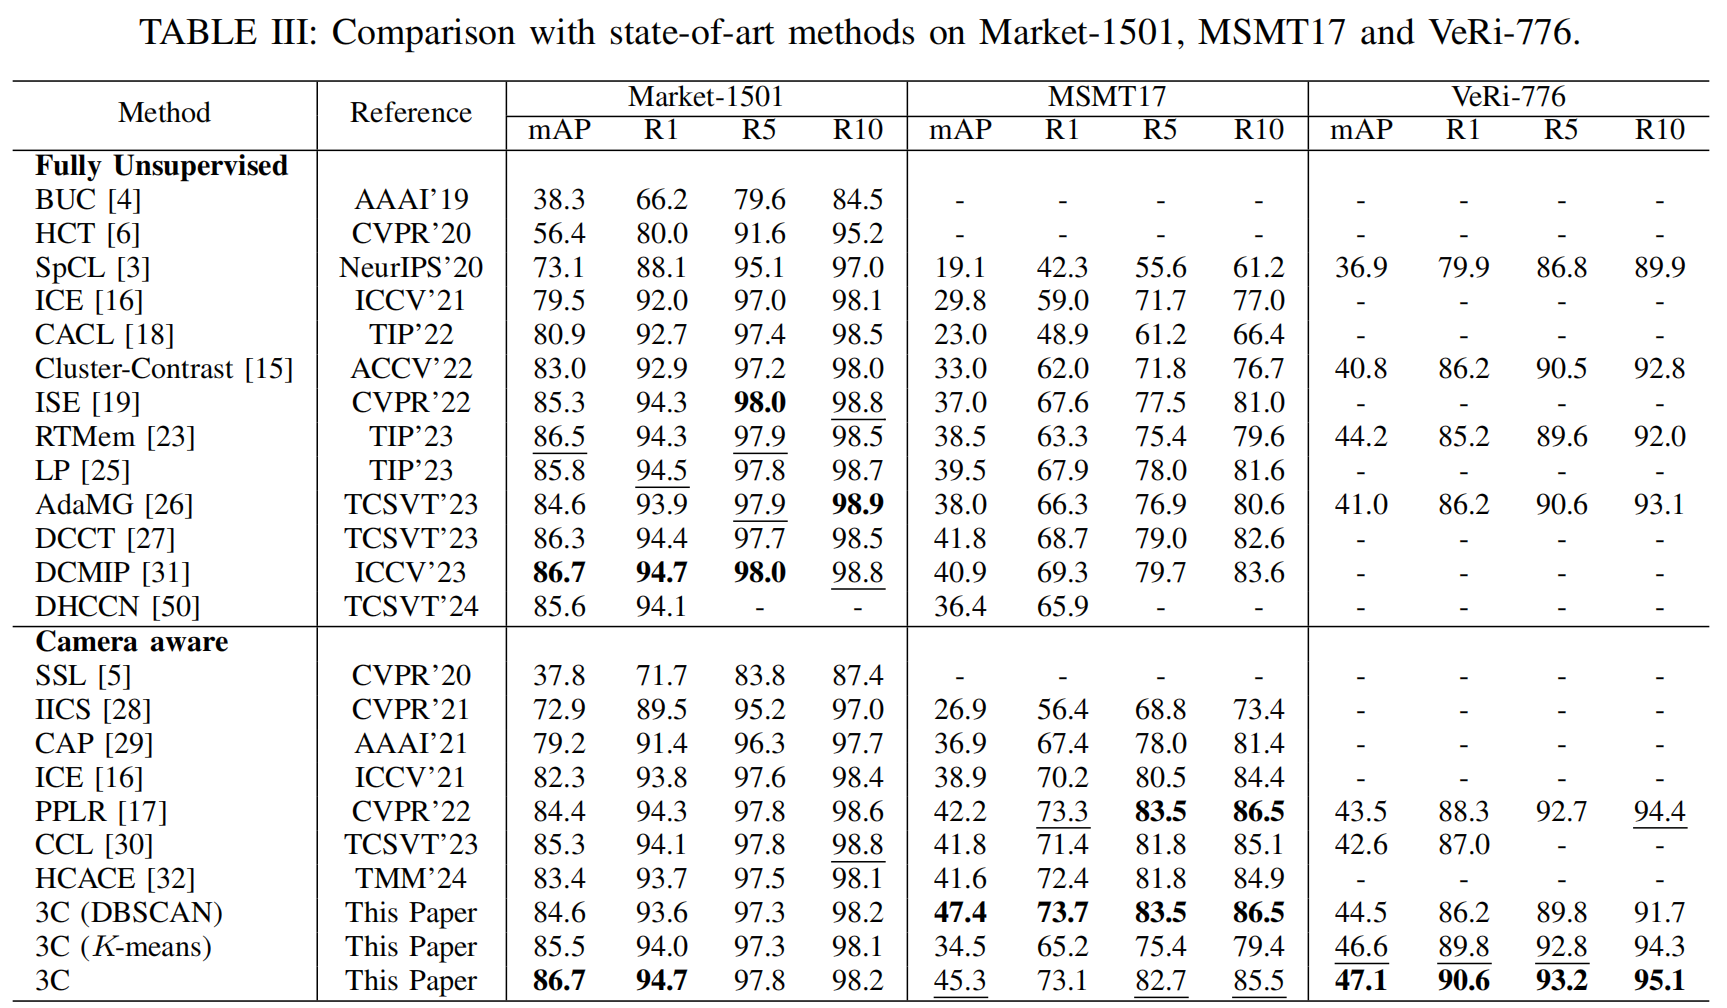 TABLE III: Comparison with state-of-art methods on Market-1501, MSMT17 and VeRi-776.
Method Reference Market-1501 MSMT17 VeRi-776
mAP R1 R5 R10 mAP R1 R5 R10 mAP R1 R5 R10
Fully Unsupervised
BUC [4] AAAI'19 38.3 66.2 79.6 84.5 - - - - - - - -
HCT [6] CVPR'20 56.4 80.0 91.6 95.2 - - - - - - - -
SpCL [3] NeurIPS'20 73.1 88.1 95.1 97.0 19.1 42.3 55.6 61.2 36.9 79.9 86.8 89.9
ICE [16] ICCV'21 79.5 92.0 97.0 98.1 29.8 59.0 71.7 77.0 - - - -
CACL [18] TIP'22 80.9 92.7 97.4 98.5 23.0 48.9 61.2 66.4 - - - -
Cluster-Contrast [15] ACCV'22 83.0 92.9 97.2 98.0 33.0 62.0 71.8 76.7 40.8 86.2 90.5 92.8
ISE [19] CVPR'22 85.3 94.3 98.0 98.8 37.0 67.6 77.5 81.0 - - - -
RTMem [23] TIP'23 86.5 94.3 97.9 98.5 38.5 63.3 75.4 79.6 44.2 85.2 89.6 92.0
LP [25] TIP'23 85.8 94.5 97.8 98.7 39.5 67.9 78.0 81.6 - - - -
AdaMG [26] TCSVT'23 84.6 93.9 97.9 98.9 38.0 66.3 76.9 80.6 41.0 86.2 90.6 93.1
DCCT [27] TCSVT'23 86.3 94.4 97.7 98.5 41.8 68.7 79.0 82.6 - - - -
DCMIP [31] ICCV'23 86.7 94.7 98.0 98.8 40.9 69.3 79.7 83.6 - - - -
DHCCN [50] TCSVT'24 85.6 94.1 - - 36.4 65.9 - - - - - -
Camera aware
SSL [5] CVPR'20 37.8 71.7 83.8 87.4 - - - - - - - -
IICS [28] CVPR'21 72.9 89.5 95.2 97.0 26.9 56.4 68.8 73.4 - - - -
CAP [29] AAAI'21 79.2 91.4 96.3 97.7 36.9 67.4 78.0 81.4 - - - -
ICE [16] ICCV'21 82.3 93.8 97.6 98.4 38.9 70.2 80.5 84.4 - - - -
PPLR [17] CVPR'22 84.4 94.3 97.8 98.6 42.2 73.3 83.5 86.5 43.5 88.3 92.7 94.4
CCL [30] TCSVT'23 85.3 94.1 97.8 98.8 41.8 71.4 81.8 85.1 42.6 87.0 - -
HCACE [32] TMM'24 83.4 93.7 97.5 98.1 41.6 72.4 81.8 84.9 - - - -
3C (DBSCAN) This Paper 84.6 93.6 97.3 98.2 47.4 73.7 83.5 86.5 44.5 86.2 89.8 91.7
3C (K-means) This Paper 85.5 94.0 97.3 98.1 34.5 65.2 75.4 79.4 46.6 89.8 92.8 94.3
3C This Paper 86.7 94.7 97.8 98.2 45.3 73.1 82.7 85.5 47.1 90.6 93.2 95.1